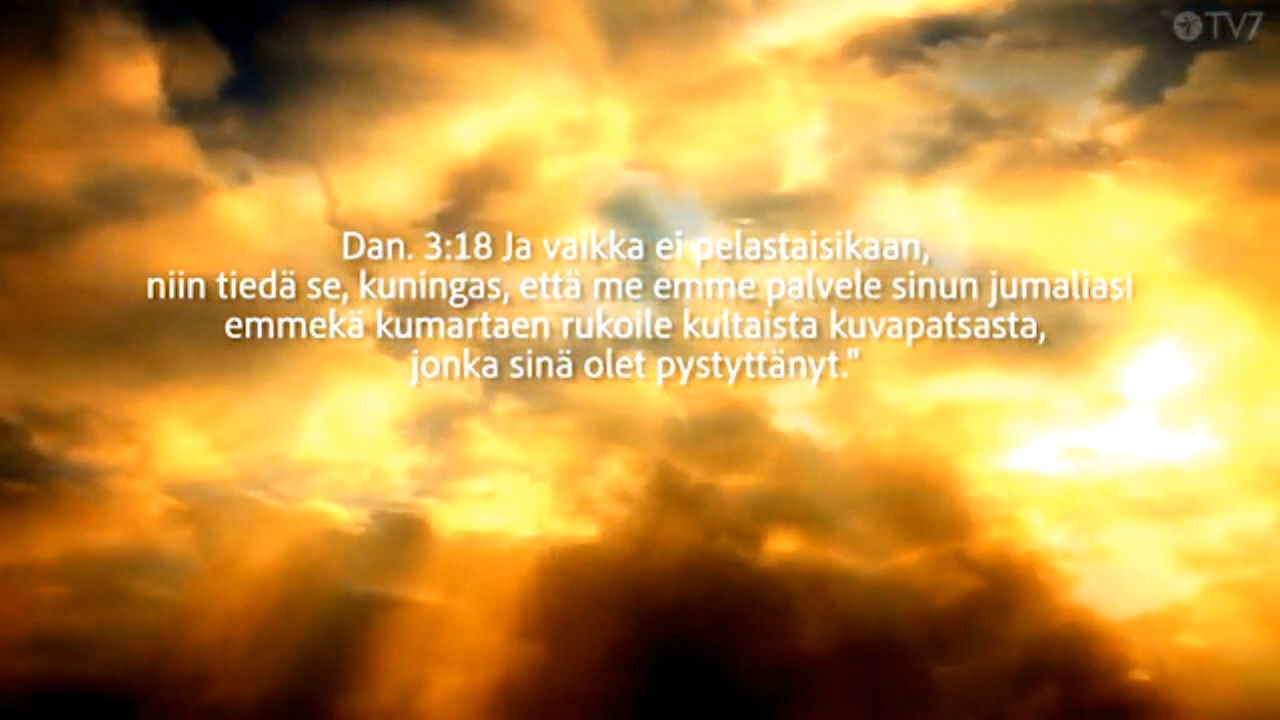 TV7
Dan. 3:18 Ja vaikka ei pelastaisikaan,
niin tiedä se, kuningas, että me emme palvele sinun jumaliasi
emmekä kumartaen rukoile kultaista kuvapatsasta,
jonka sinä olet pystyttänyt."